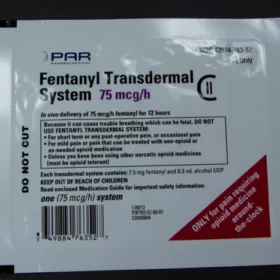 PAR
PHARMACEUTICAL
Rx only
Fentanyl Transdermal
System 75 mcg/h
CII
In vivo delivery of 75 mcg/h fentanyl for 72 hours
Because it can cause trouble breathing which can be fatal, DO NOT
USE FENTANYL TRANSDERMAL SYSTEM:
• For short term or any post-operative pain, or occasional pain
• For mild pain or pain that can be treated with non-opioid or
as-needed opioid medication
• Unless you have been using other narcotic opioid medicines
(must be opioid tolerant)
Each transdermal system contains: 7.5 mg fentanyl and 0.3 mL alcohol USP
KEEP OUT OF REACH OF CHILDREN
Read enclosed Medication Guide for important safety information.
one (75 mcg/h) system
DO NOT CUT
ONLY for pain requiring
opioid medicine
around-
the-clock